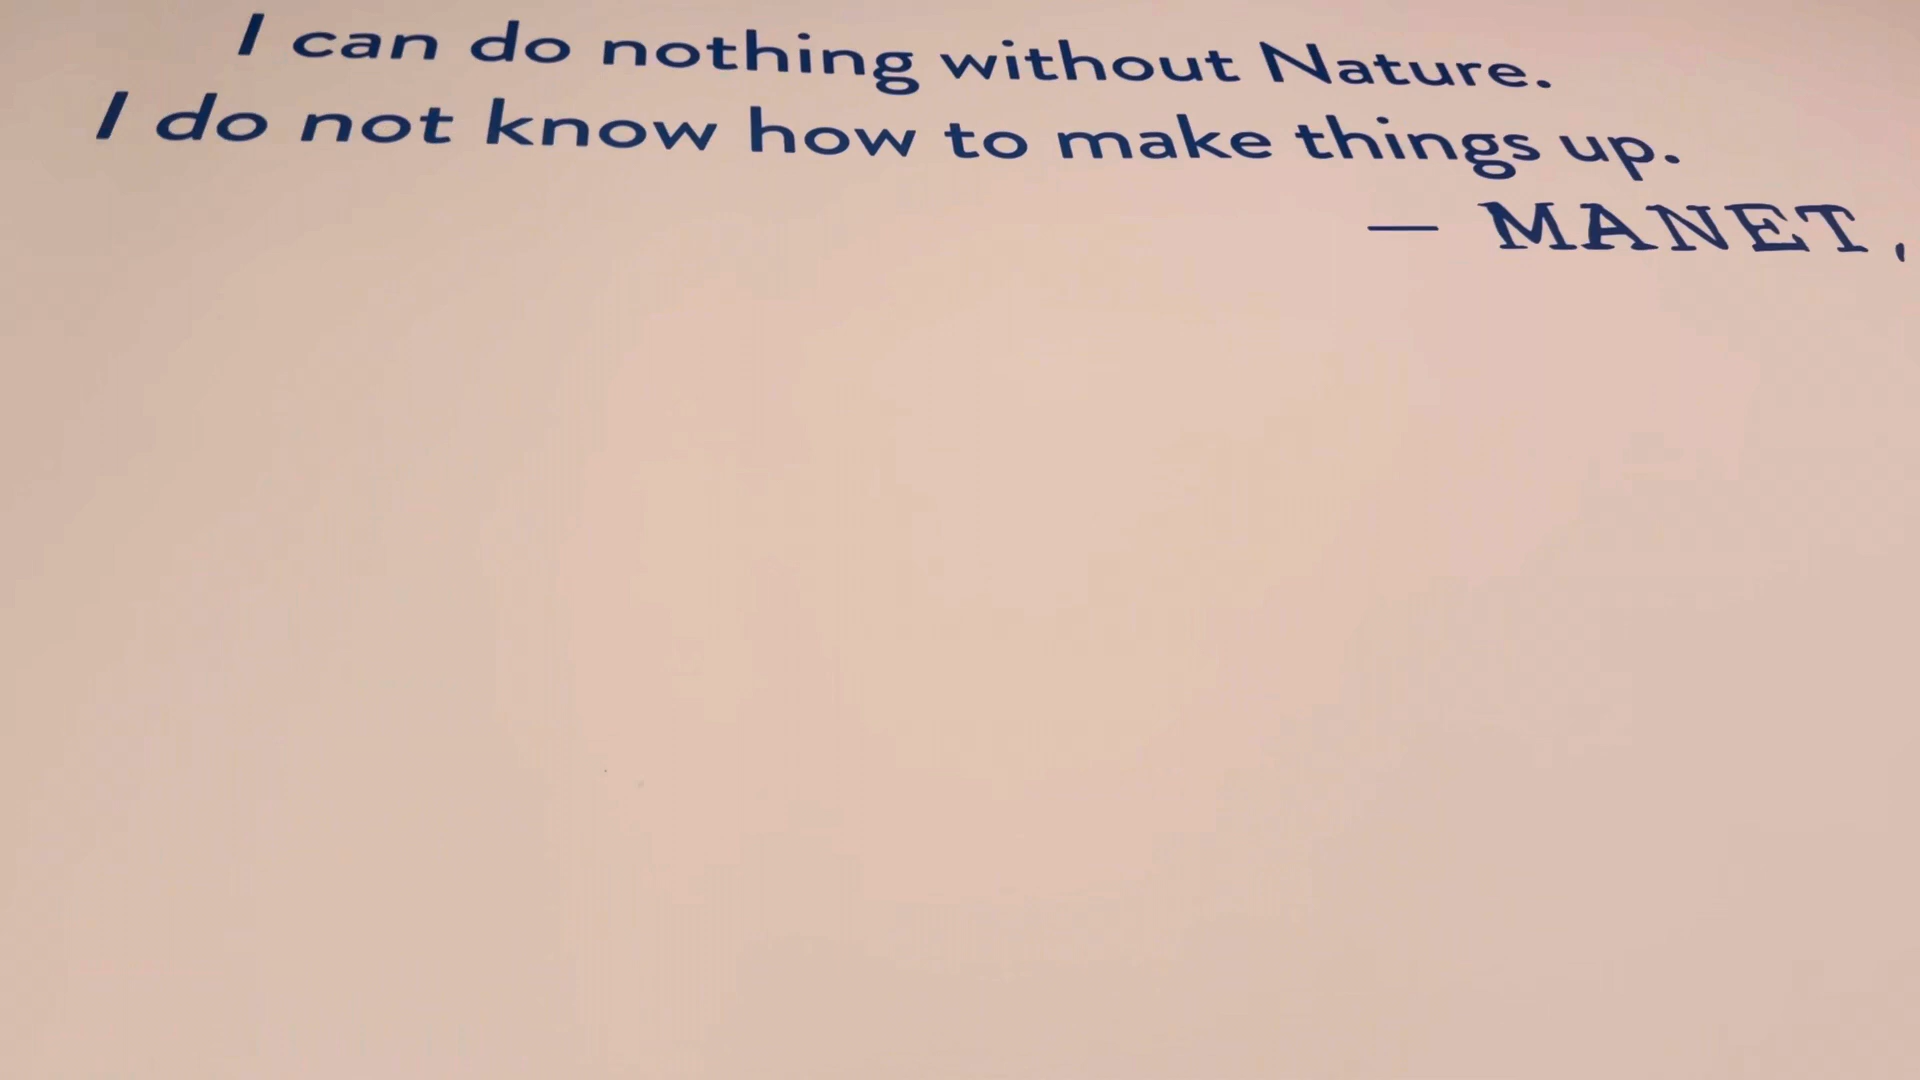 I can do nothing without Nature.
I do not know how to make things up.
— MANET,